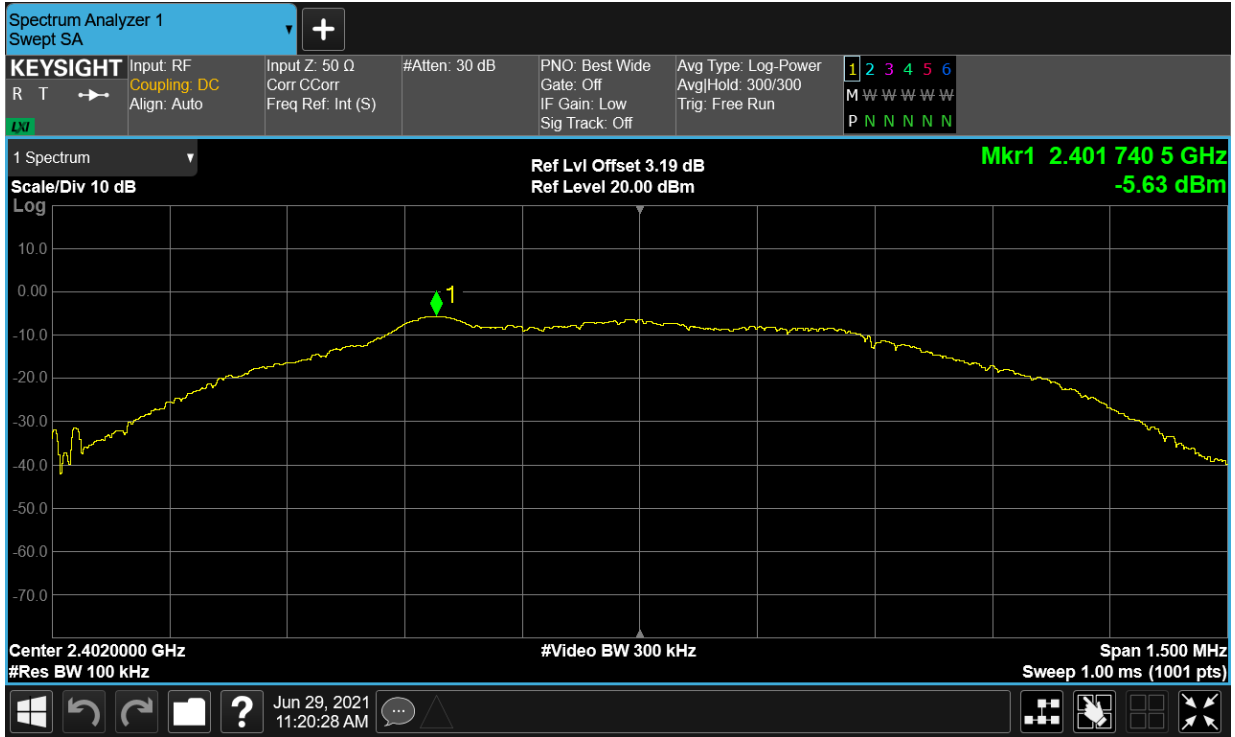 Spectrum Analyzer 1
Swept SA
KEYSIGHT
R T
LXI
Input: RF
Coupling: DC
Align: Auto
Input Z: 50 Ω
Corr CCorr
Freq Ref: Int (S)
#Atten: 30 dB
PNO: Best Wide
Gate: Off
IF Gain: Low
Sig Track: Off
Avg Type: Log-Power
Avg|Hold: 300/300
Trig: Free Run
1 2 3 4 5 6
M W W W W W
P N N N N N
1 Spectrum
Scale/Div 10 dB
Log
Ref Lvl Offset 3.19 dB
Ref Level 20.00 dBm
Mkr1 2.401 740 5 GHz
-5.63 dBm
10.0
0.00
-10.0
-20.0
-30.0
-40.0
-50.0
-60.0
-70.0
1
Center 2.4020000 GHz
#Res BW 100 kHz
#Video BW 300 kHz
Span 1.500 MHz
Sweep 1.00 ms (1001 pts)
?
Jun 29, 2021
11:20:28 AM